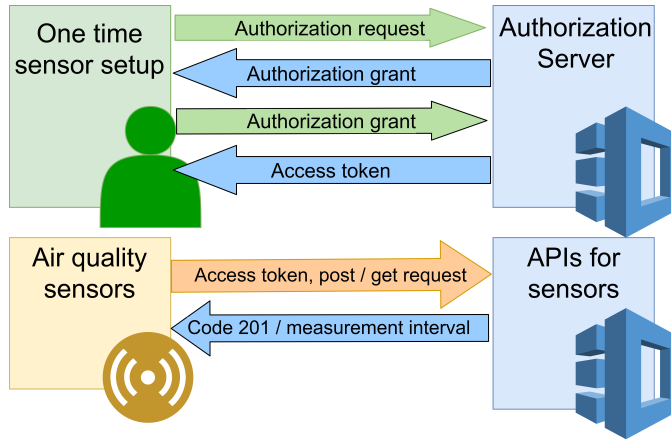 One time
sensor setup
Authorization request
Authorization
Server
Authorization grant
Authorization grant
Access token
Air quality
sensors
Access token, post / get request
APIs for
sensors
Code 201 / measurement interval